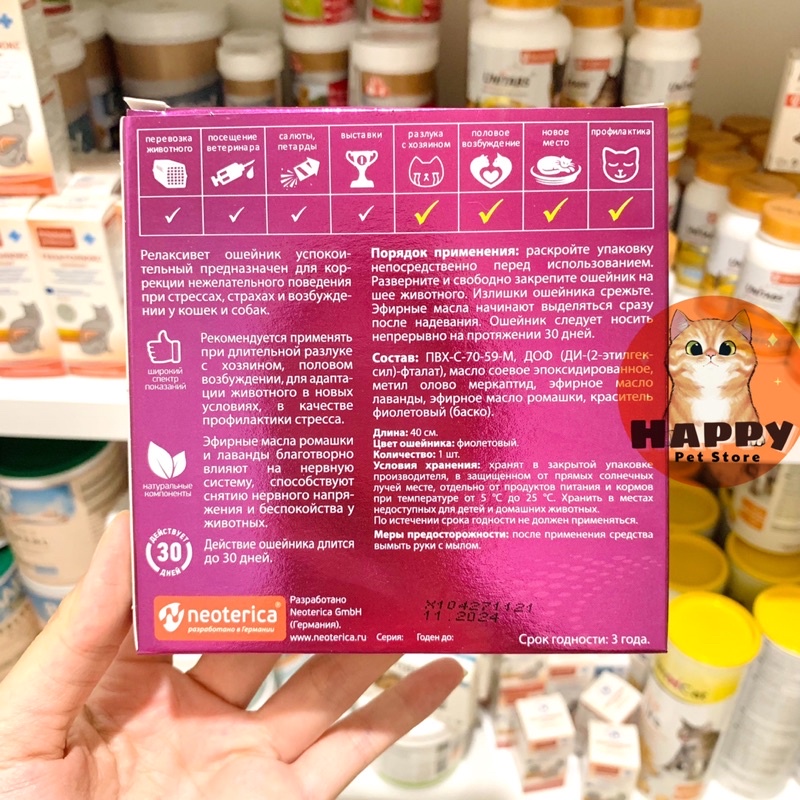 перевозка животного
посещение ветеринара
салюты, петарды
выставки
разлука с хозяином
половое возбуждение
новое место
профилактика
Релаксивет ошейник успокои-
тельный предназначен для кор-
рекции нежелательного поведения
при стрессах, страхах и возбужде-
нии у кошек и собак.
широкий
спектр
показаний
Рекомендуется применять
при длительной разлуке
с хозяином, половом
возбуждении, для адапта-
ции животного в новых
условиях, в качестве
профилактики стресса.
натуральные
компоненты
Эфирные масла ромашки
и лаванды благотворно
влияют на нервную
систему, способствуют
снятию нервного напря-
жения и беспокойства у
животных.
ДЕЙСТВУЕТ
30
ДНЕЙ
Действие ошейника длится
до 30 дней.
Порядок применения: раскройте упаковку
непосредственно перед использованием.
Разверните и свободно закрепите ошейник на
шее животного. Излишки ошейника срежьте.
Эфирные масла начинают выделяться сразу
после надевания. Ошейник следует носить
непрерывно на протяжении 30 дней.
Состав: ПВХ-С-70-59-М, ДОФ (ДИ-(2-этилгек-
сил)-фталат), масло соевое эпоксидированное,
метил олово меркаптид, эфирное масло
лаванды, эфирное масло ромашки, краситель
фиолетовый (баско).
Длина: 40 см.
Цвет ошейника: фиолетовый.
Количество: 1 шт.
Условия хранения: хранят в закрытой упаковке
производителя, в защищенном от прямых солнечных
лучей месте, отдельно от продуктов питания и кормов
при температуре от 5 °C до 25 °C. Хранить в местах
недоступных для детей и домашних животных.
По истечении срока годности не должен применяться.
Меры предосторожности: после применения средства
вымыть руки с мылом.
neoterica
разработано в Германии
Разработано
Neoterica GmbH
(Германия).
www.neoterica.ru
Серия:
Годен до:
X104271121
11.2024
Срок годности: 3 года.
HAPPY
Pet Store
UNITABS